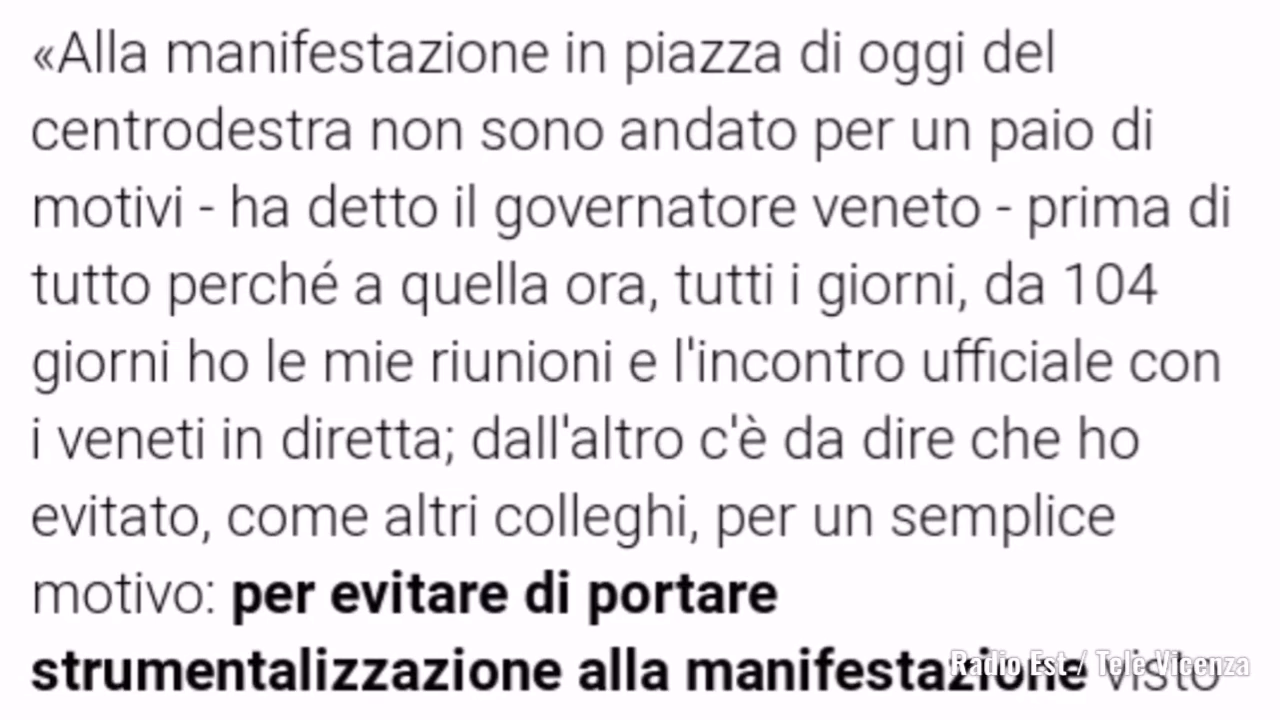 «Alla manifestazione in piazza di oggi del
centrodestra non sono andato per un paio di
motivi - ha detto il governatore veneto - prima di
tutto perché a quella ora, tutti i giorni, da 104
giorni ho le mie riunioni e l'incontro ufficiale con
i veneti in diretta; dall'altro c'è da dire che ho
evitato, come altri colleghi, per un semplice
motivo: per evitare di portare
strumentalizzazione alla manifestazione visto
Radio Est / Tele Vicenza